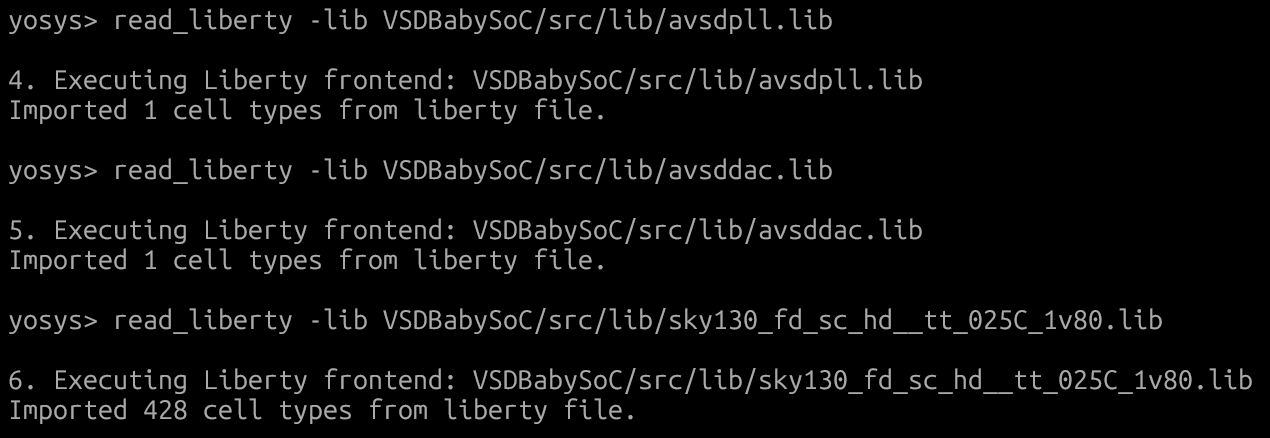 yosys> read_liberty -lib VSDBabySoC/src/lib/avsdpll.lib
4. Executing Liberty frontend: VSDBabySoC/src/lib/avsdpll.lib
Imported 1 cell types from liberty file.
yosys> read_liberty -lib VSDBabySoC/src/lib/avsddac.lib
5. Executing Liberty frontend: VSDBabySoC/src/lib/avsddac.lib
Imported 1 cell types from liberty file.
yosys> read_liberty -lib VSDBabySoC/src/lib/sky130_fd_sc_hd__tt_025C_1v80.lib
6. Executing Liberty frontend: VSDBabySoC/src/lib/sky130_fd_sc_hd__tt_025C_1v80.lib
Imported 428 cell types from liberty file.